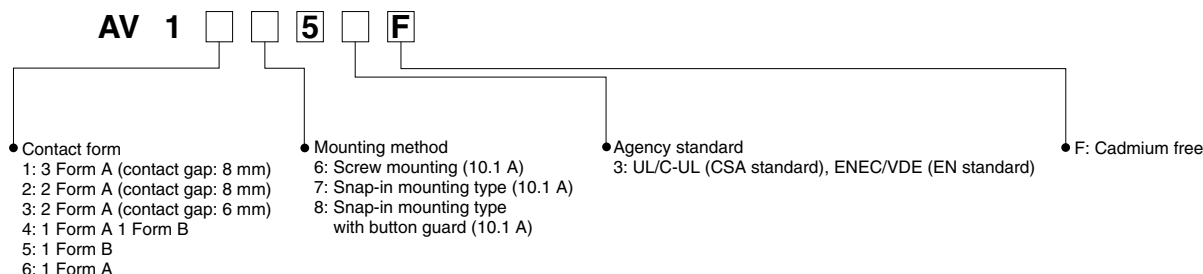 AV 1 5 F
Contact form
1: 3 Form A (contact gap: 8 mm)
2: 2 Form A (contact gap: 8 mm)
3: 2 Form A (contact gap: 6 mm)
4: 1 Form A 1 Form B
5: 1 Form B
6: 1 Form A
Mounting method
6: Screw mounting (10.1 A)
7: Snap-in mounting type (10.1 A)
8: Snap-in mounting type
with button guard (10.1 A)
Agency standard
3: UL/C-UL (CSA standard), ENEC/VDE (EN standard)
F: Cadmium free